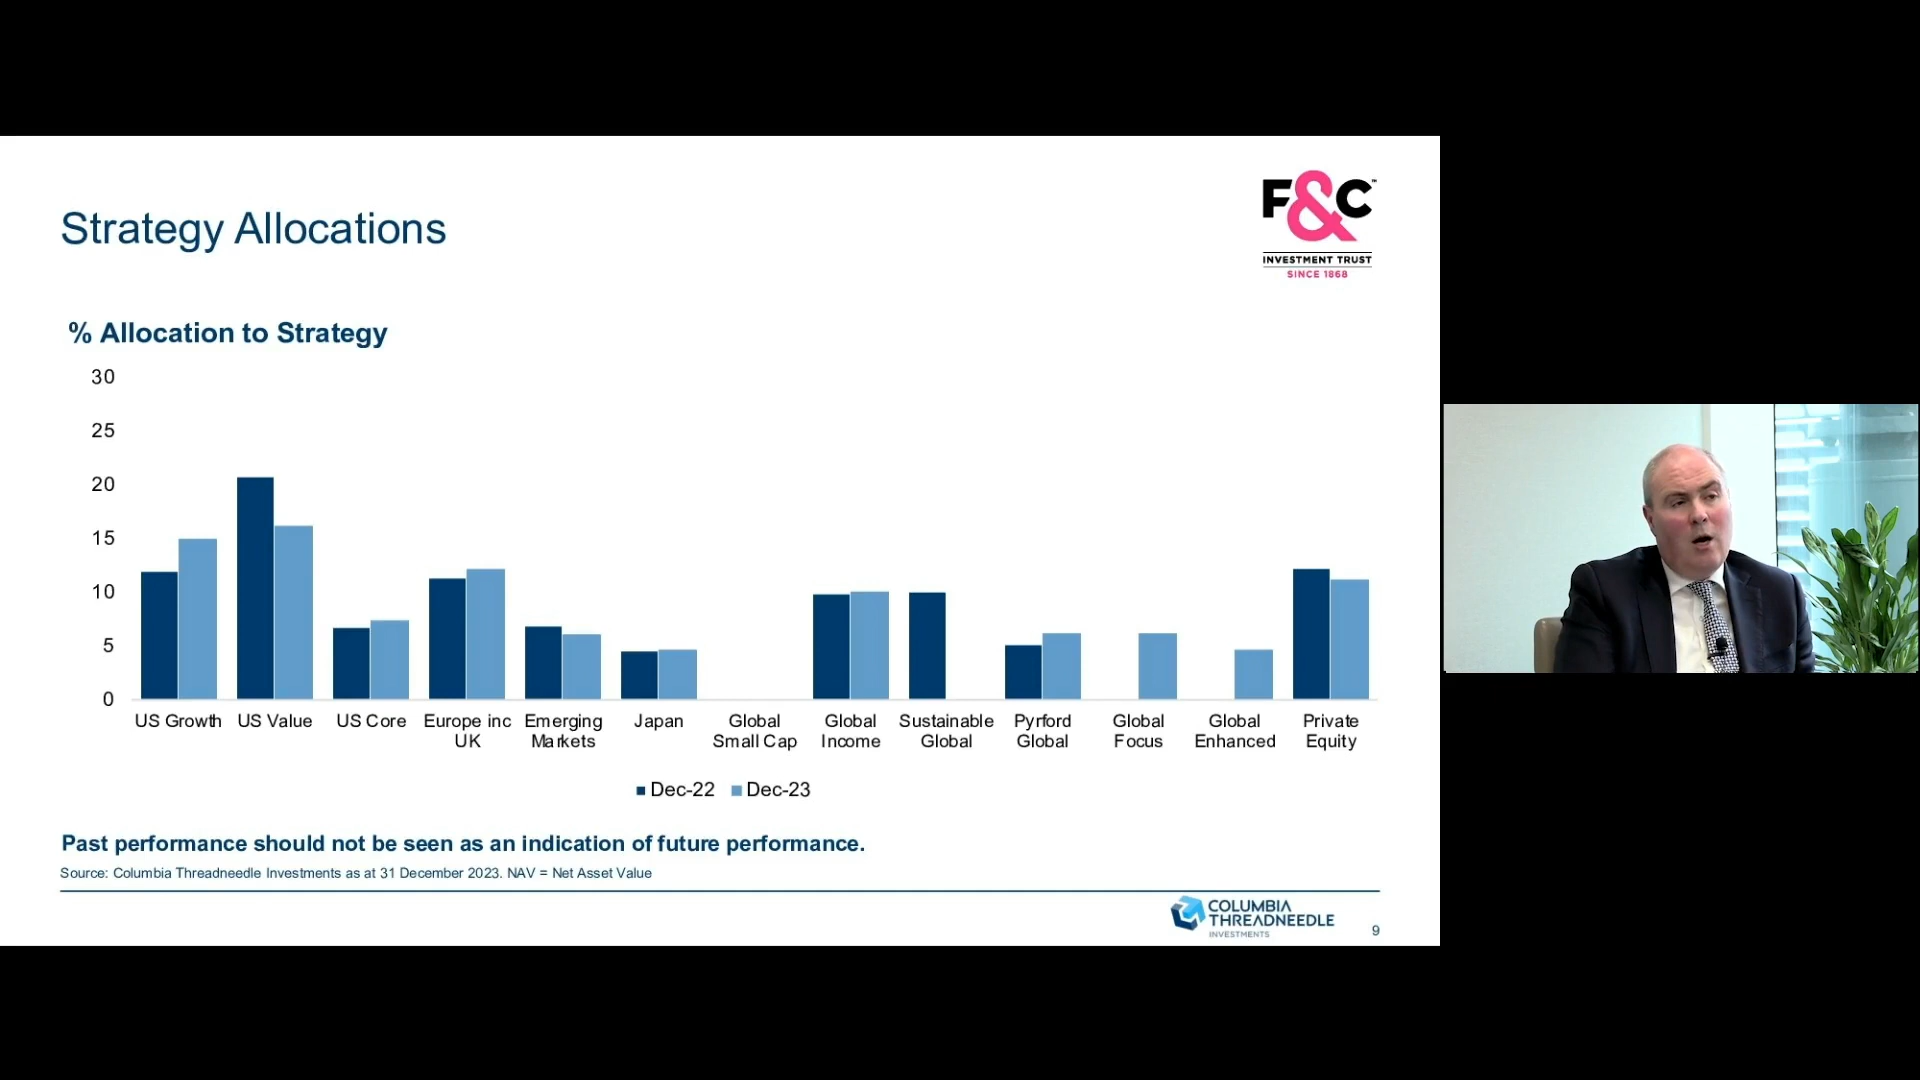 F&C™
INVESTMENT TRUST
SINCE 1868
Strategy Allocations
% Allocation to Strategy
30
25
20
15
10
5
0
US Growth
US Value
US Core
Europe inc
UK
Emerging
Markets
Japan
Global
Small Cap
Global
Income
Sustainable
Global
Pyrford
Global
Global
Focus
Global
Enhanced
Private
Equity
Dec-22
Dec-23
Past performance should not be seen as an indication of future performance.
Source: Columbia Threadneedle Investments as at 31 December 2023. NAV = Net Asset Value
COLUMBIA
THREADNEEDLE
INVESTMENTS
9